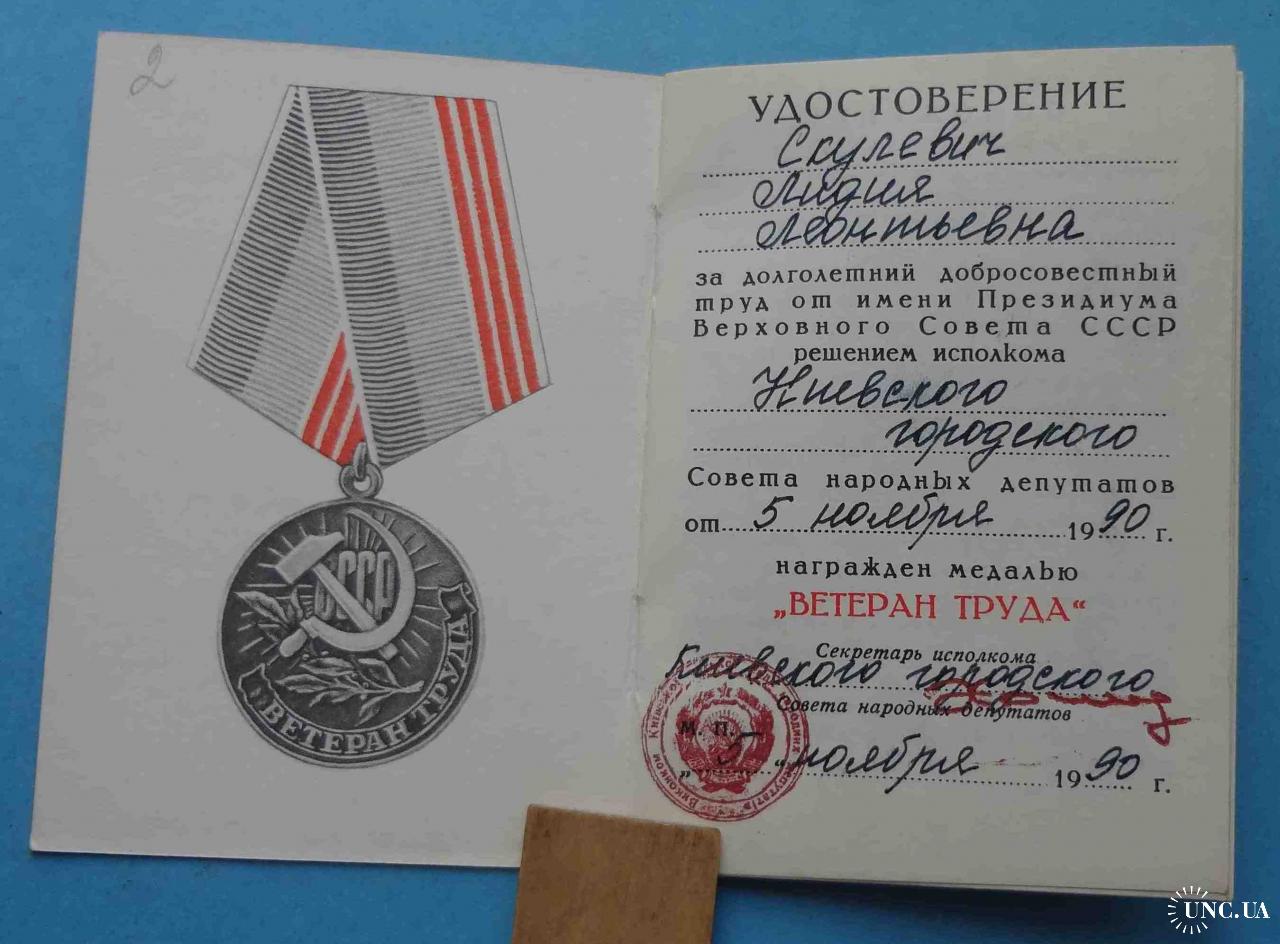 2
СССР
ВЕТЕРАН ТРУДА
УДОСТОВЕРЕНИЕ
Скулевич
Лидия
Леонтьевна
за долголетний добросовестный
труд от имени Президиума
Верховного Совета СССР
решением исполкома
Киевского
городского
Совета народных депутатов
от 5 ноября 1990 г.
награжден медалью
„ВЕТЕРАН ТРУДА“
Секретарь исполкома
Киевского городского
Совета народных депутатов
М. П.
„5“ ноября 1990 г.
UNC.UA